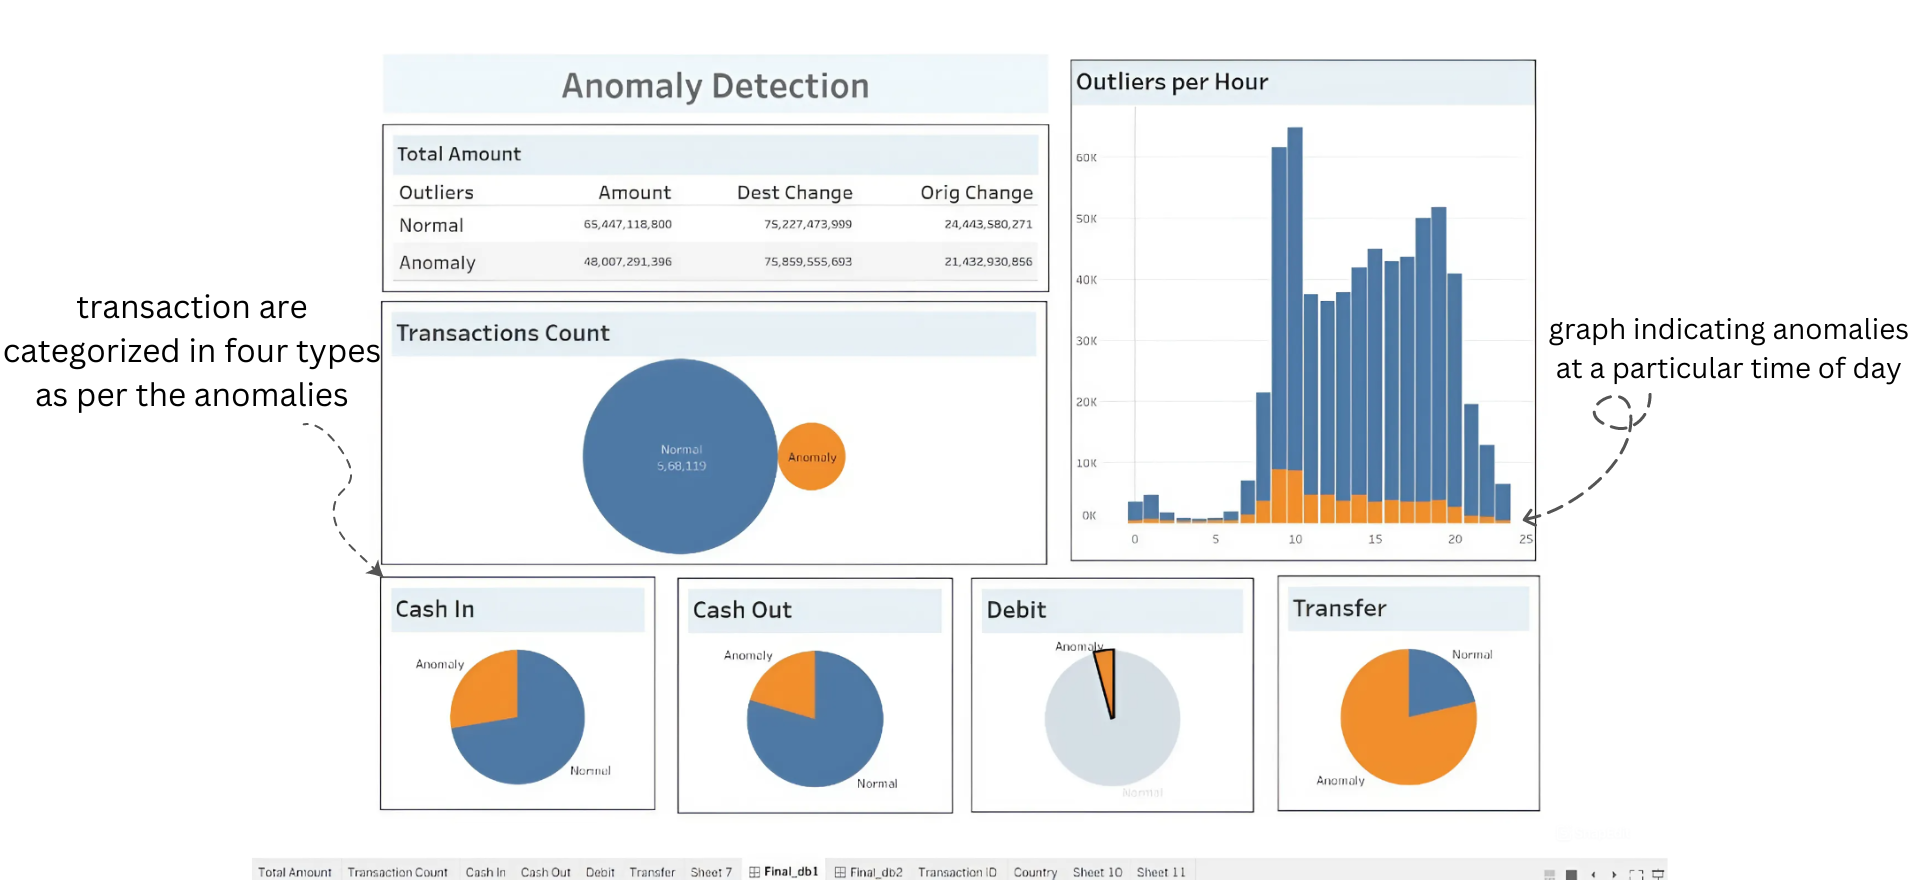 Anomaly Detection
Total Amount
Outliers Amount Dest Change Orig Change
Normal 65,447,118,800 75,227,473,999 24,443,580,271
Anomaly 48,007,291,396 75,859,555,693 21,432,930,856
Outliers per Hour
60K
50K
40K
30K
20K
10K
0K
0 5 10 15 20 25
transaction are
categorized in four types
as per the anomalies
graph indicating anomalies
at a particular time of day
Transactions Count
Normal
5,68,119
Anomaly
Cash In
Anomaly
Normal
Cash Out
Anomaly
Normal
Debit
Anomaly
Normal
Transfer
Normal
Anomaly
Total Amount Transaction Count Cash In Cash Out Debit Transfer Sheet 7 Final_db1 Final_db2 Transaction ID Country Sheet 10 Sheet 11